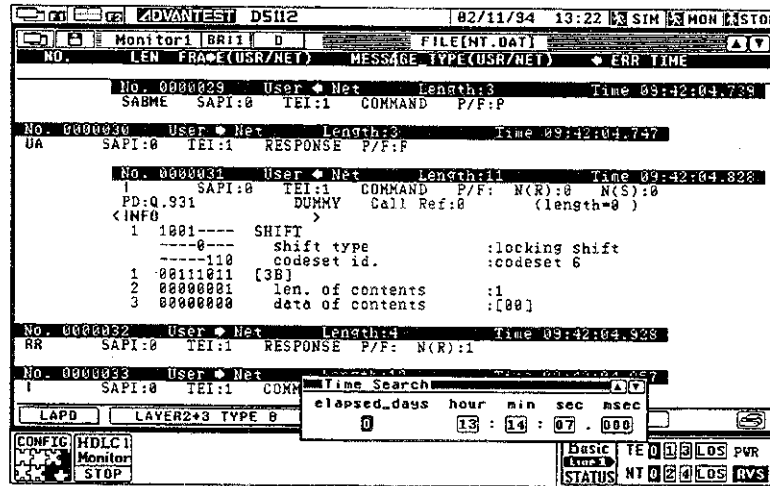 ADVANTEST D5112 02/11/94 13:22 SIM MON STO
Monitor1 BRI1 D FILE[NT.DAT]
NO. LEN FRAME(USR/NET) MESSAGE TYPE(USR/NET) ERR TIME
No. 0000029 User ← Net Length:3 Time 09:42:04.739
SABME SAPI:0 TEI:1 COMMAND P/F:P
No. 0000030 User → Net Length:3 Time 09:42:04.747
UA SAPI:0 TEI:1 RESPONSE P/F:F
No. 0000031 User ← Net Length:11 Time 09:42:04.828
I SAPI:0 TEI:1 COMMAND P/F: N(R):0 N(S):0
PD:Q.931 DUMMY Call Ref:0 (length=0 )
<INFO >
1 1001---- SHIFT
----0--- shift type :locking shift
-----110 codeset id. :codeset 6
1 00111011 [3B]
2 00000001 len. of contents :1
3 00000000 data of contents :[00]
No. 0000032 User → Net Length:4 Time 09:42:04.928
RR SAPI:0 TEI:1 RESPONSE P/F: N(R):1
No. 0000033 User → Net
I SAPI:0 TEI:1 COMM
Time Search
elapsed_days hour min sec msec
0 13 : 14 : 07 . 000
LAPD LAYER2+3 TYPE 0
CONFIG HDLC1 Monitor STOP
Basic Line1 STATUS
TE 0 1 3 LOS PWR
NT 0 2 4 LOS RVS